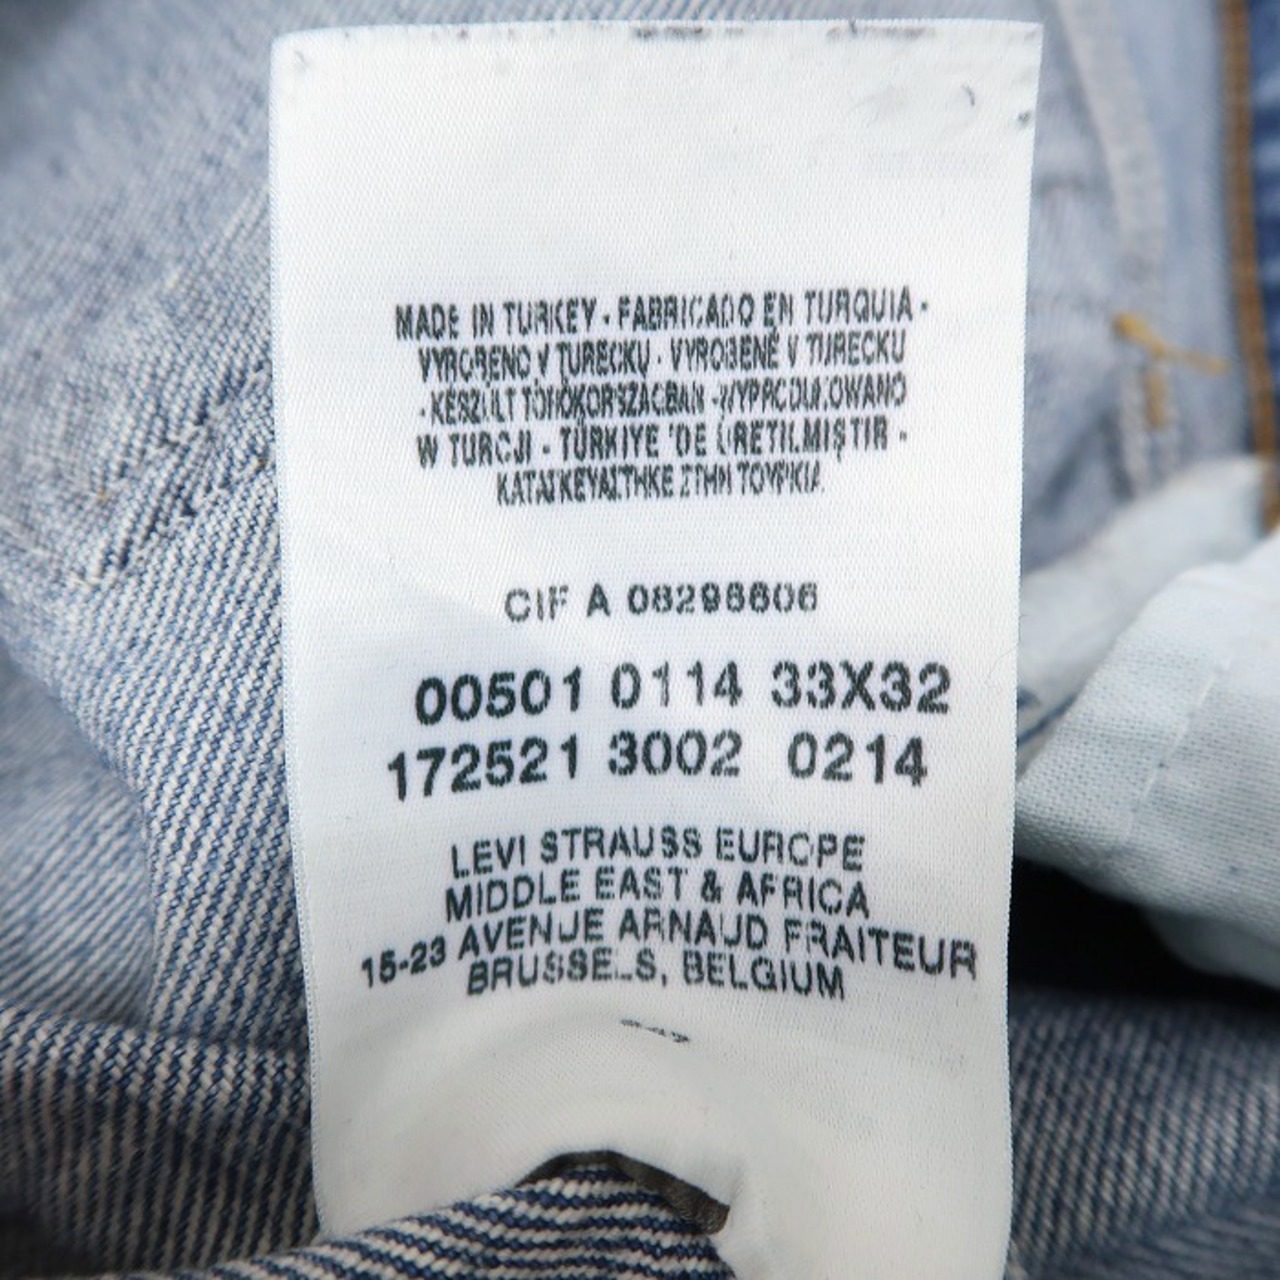 MADE IN TURKEY - FABRICADO EN TURQUIA -
VYROBENO V TURECKU - VYROBENÉ V TURECKU
- KÉSZÜLT TÖRÖKORSZÁGBAN - WYPRODUKOWANO
W TURCJI - TÜRKIYE 'DE ÜRETILMIŞTIR -
ΚΑΤΑΣΚΕΥΑΣΤΗΚΕ ΣΤΗΝ ΤΟΥΡΚΙΑ
CIF A 08296606
00501 0114 33X32
172521 3002 0214
LEVI STRAUSS EUROPE
MIDDLE EAST & AFRICA
15-23 AVENUE ARNAUD FRAITEUR
BRUSSELS, BELGIUM